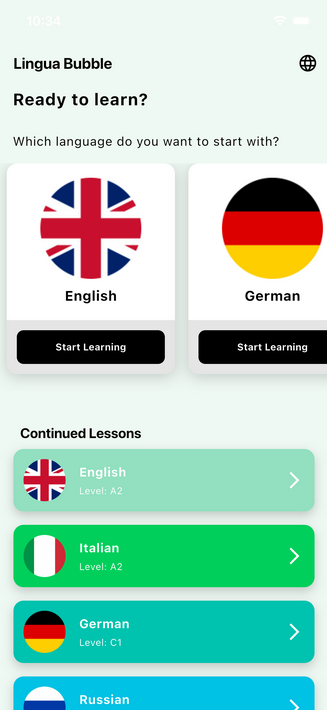 10:34
Lingua Bubble
Ready to learn?
Which language do you want to start with?
English
German
Start Learning
Start Learning
Continued Lessons
English
Level: A2
Italian
Level: A2
German
Level: C1
Russian